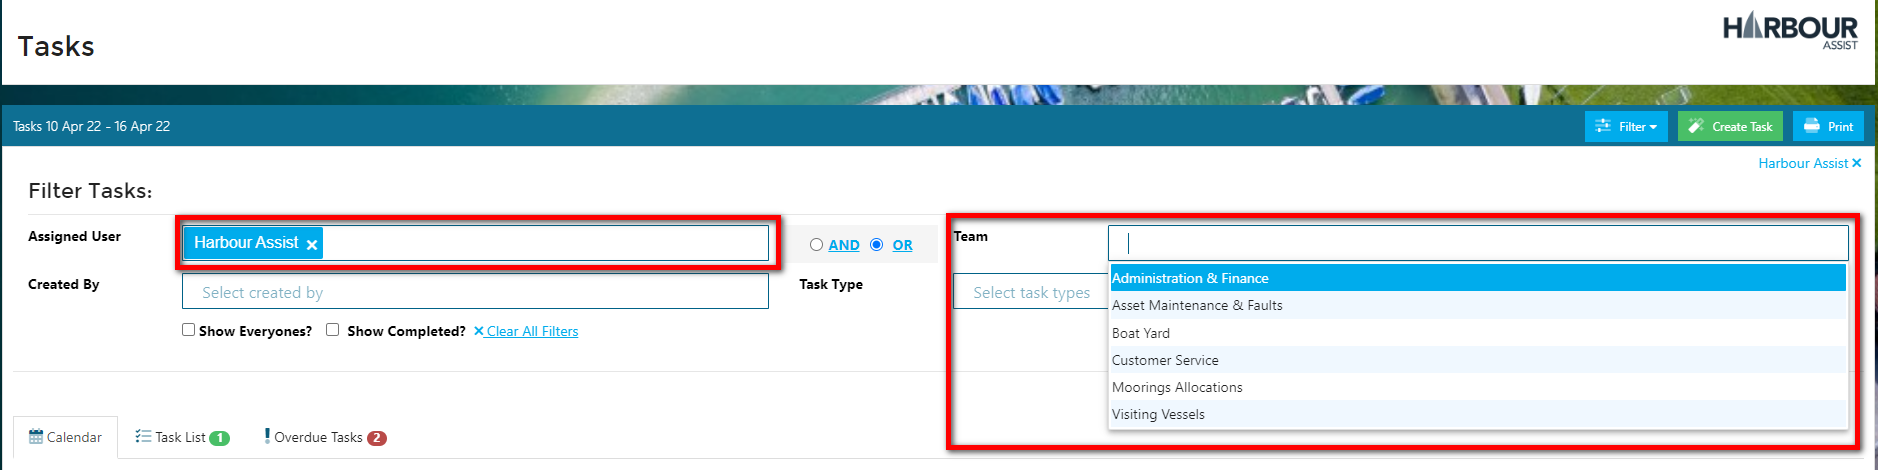 Tasks
HARBOUR
ASSIST
Tasks 10 Apr 22 - 16 Apr 22
Filter
Create Task
Print
Harbour Assist ×
Filter Tasks:
Assigned User
Harbour Assist ×
AND
OR
Team
Created By
Select created by
Task Type
Select task types
Administration & Finance
Asset Maintenance & Faults
Boat Yard
Customer Service
Moorings Allocations
Visiting Vessels
Show Everyones?
Show Completed?
× Clear All Filters
Calendar
Task List 1
Overdue Tasks 2